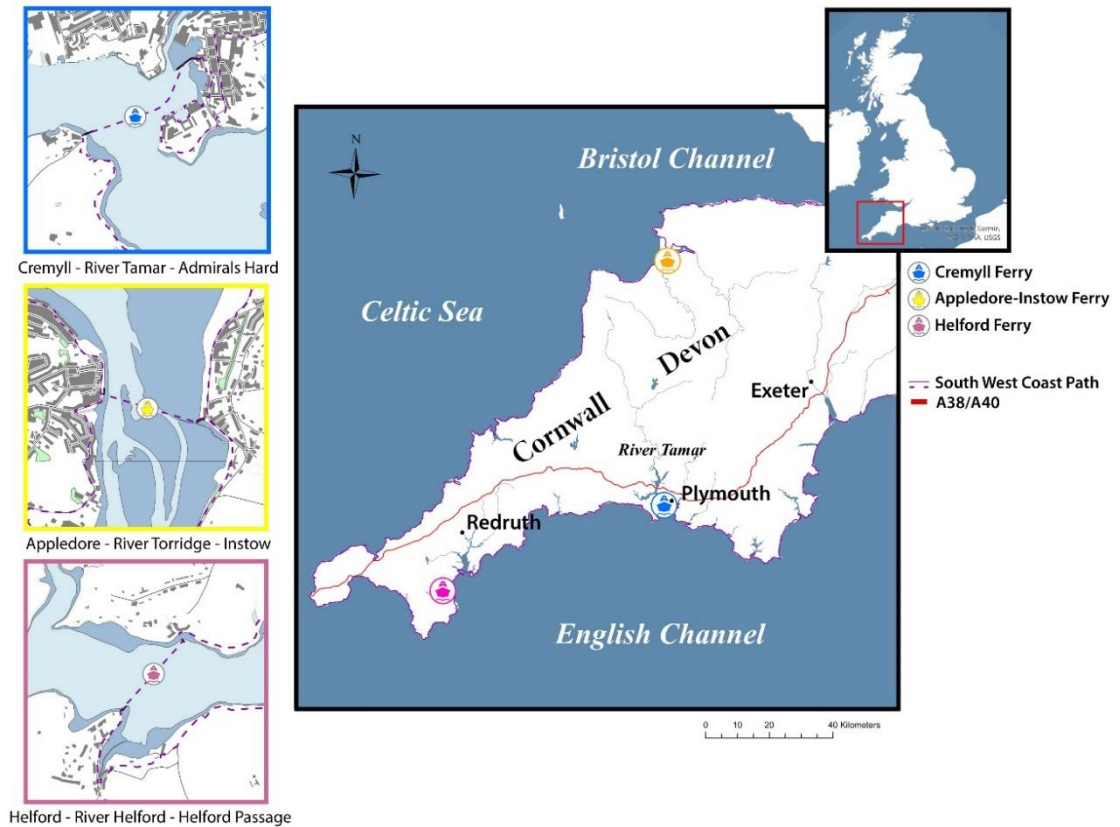 Cremyll - River Tamar - Admirals Hard
Appledore - River Torridge - Instow
Helford - River Helford - Helford Passage
N
Bristol Channel
Celtic Sea
Devon
Cornwall
Exeter
River Tamar
Plymouth
Redruth
English Channel
0 10 20 40 Kilometers
Garmin,
USGS
Cremyll Ferry
Appledore-Instow Ferry
Helford Ferry
South West Coast Path
A38/A40